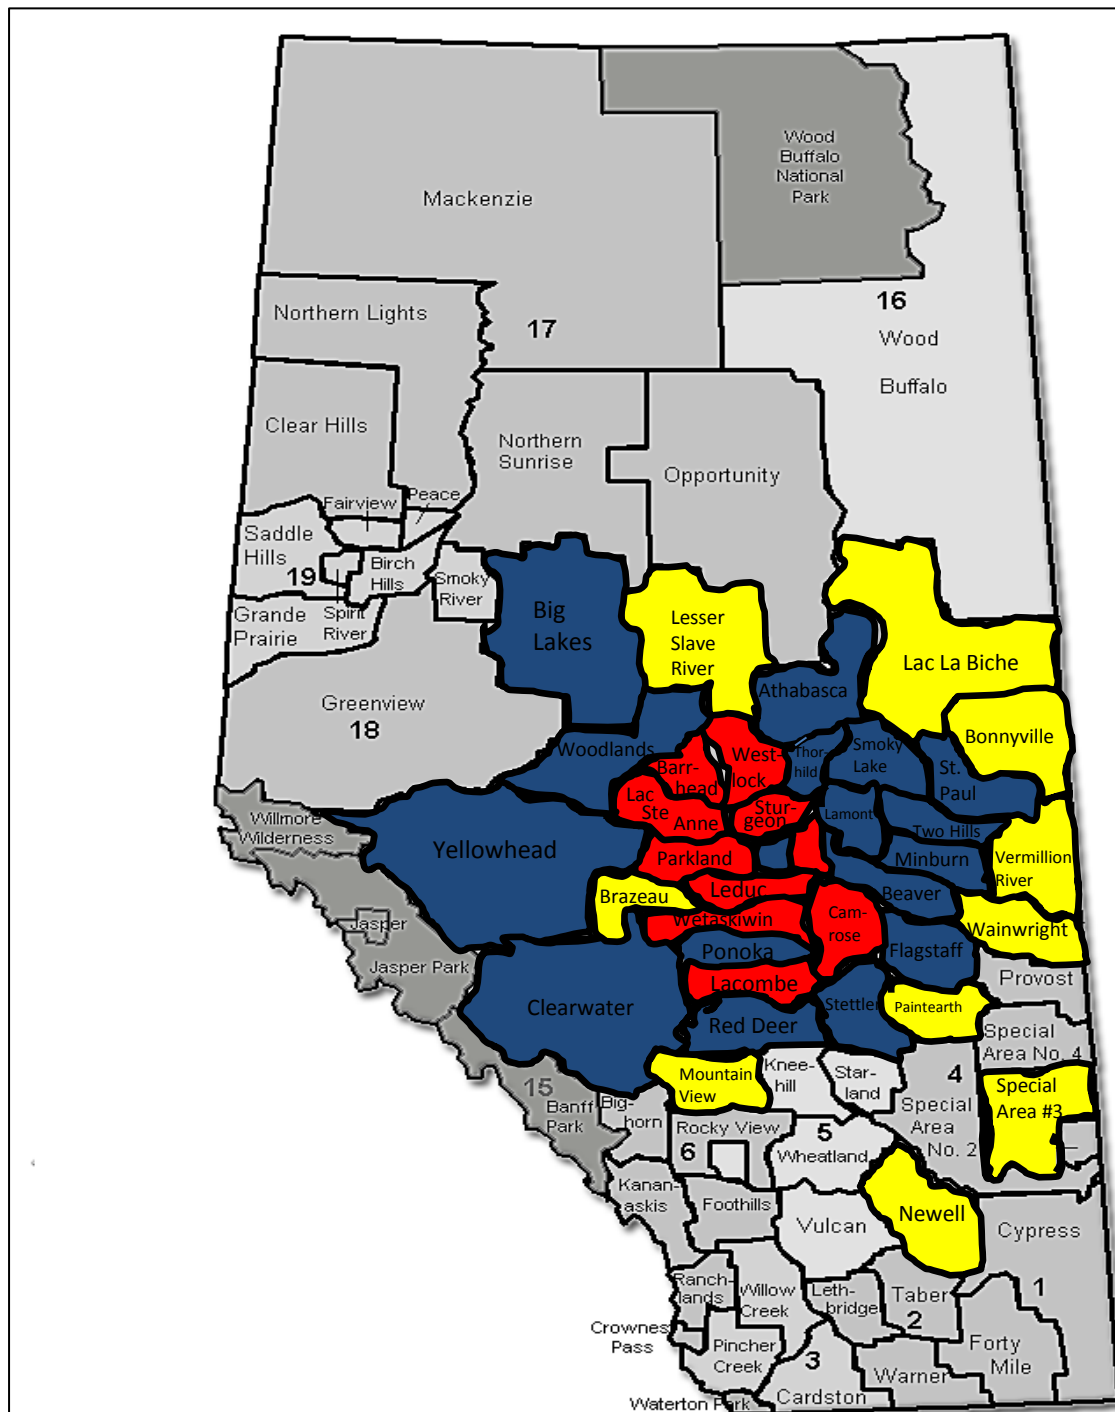 Wood
Buffalo
National
Park
Mackenzie
16
Northern Lights
17
Wood
Buffalo
Clear Hills
Northern
Sunrise
Opportunity
Peace
Fairview
Saddle
Hills
19
Birch
Hills
Smoky
River
Grande
Prairie
Spirit
River
Big
Lakes
Lesser
Slave
River
Lac La Biche
Athabasca
Greenview
18
Bonnyville
Woodlands
West-
lock
Thor-
hild
Smoky
Lake
Barr-
head
St.
Paul
Lac
Ste
Anne
Stur-
geon
Lamont
Willmore
Wilderness
Two Hills
Yellowhead
Parkland
Minburn
Vermillion
River
Brazeau
Leduc
Beaver
Jasper
Wetaskiwin
Cam-
rose
Wainwright
Jasper Park
Ponoka
Flagstaff
Provost
Lacombe
Clearwater
Stettler
Paintearth
Red Deer
Special
Area No. 4
Mountain
View
Knee-
hill
Star-
land
4
Special
Area #3
15
Banff
Park
Big-
horn
Special
Area
No. 2
Rocky View
6
5
Wheatland
Kanan-
askis
Foothills
Vulcan
Newell
Cypress
Ranch-
lands
Willow
Creek
Leth-
bridge
Taber
2
1
Crownest
Pass
Pincher
Creek
3
Forty
Mile
Warner
Cardston
Waterton Park